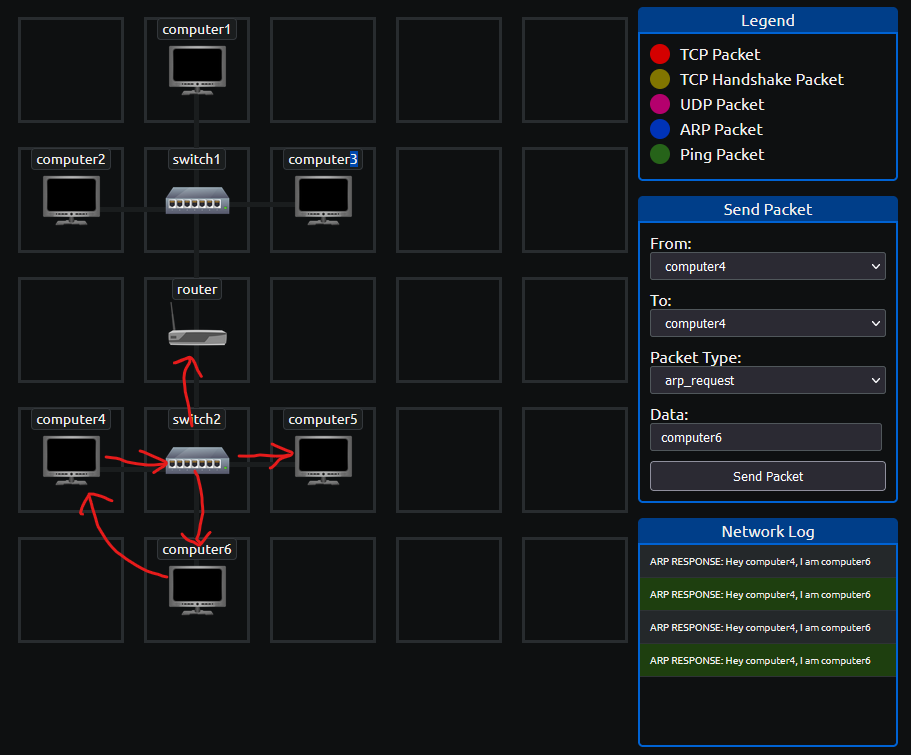 computer1
computer2
switch1
computer3
router
computer4
switch2
computer5
computer6
Legend
TCP Packet
TCP Handshake Packet
UDP Packet
ARP Packet
Ping Packet
Send Packet
From:
computer4
To:
computer4
Packet Type:
arp_request
Data:
computer6
Send Packet
Network Log
ARP RESPONSE: Hey computer4, I am computer6
ARP RESPONSE: Hey computer4, I am computer6
ARP RESPONSE: Hey computer4, I am computer6
ARP RESPONSE: Hey computer4, I am computer6